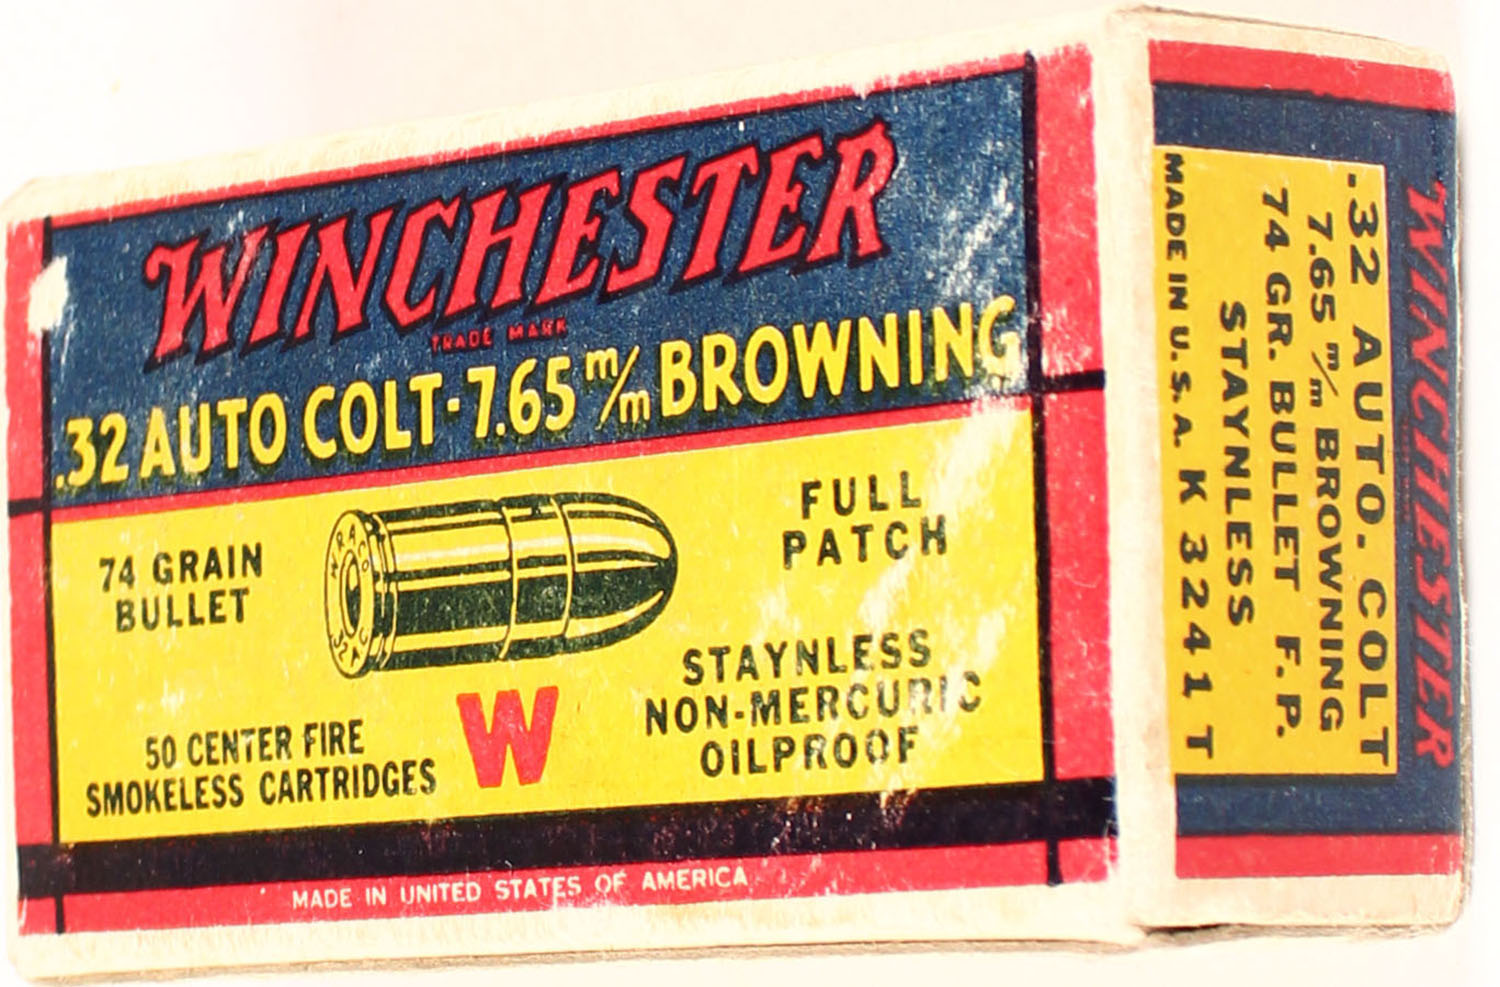 WINCHESTER
TRADE MARK
.32 AUTO COLT-7.65 m/m BROWNING
74 GRAIN
BULLET
W.R.A.CO.
32 A.C.
FULL
PATCH
STAYNLESS
NON-MERCURIC
OILPROOF
50 CENTER FIRE
SMOKELESS CARTRIDGES
W
MADE IN UNITED STATES OF AMERICA
WINCHESTER
.32 AUTO. COLT
7.65 m/m BROWNING
74 GR. BULLET F.P.
STAYNLESS
MADE IN U.S.A. K 3241 T